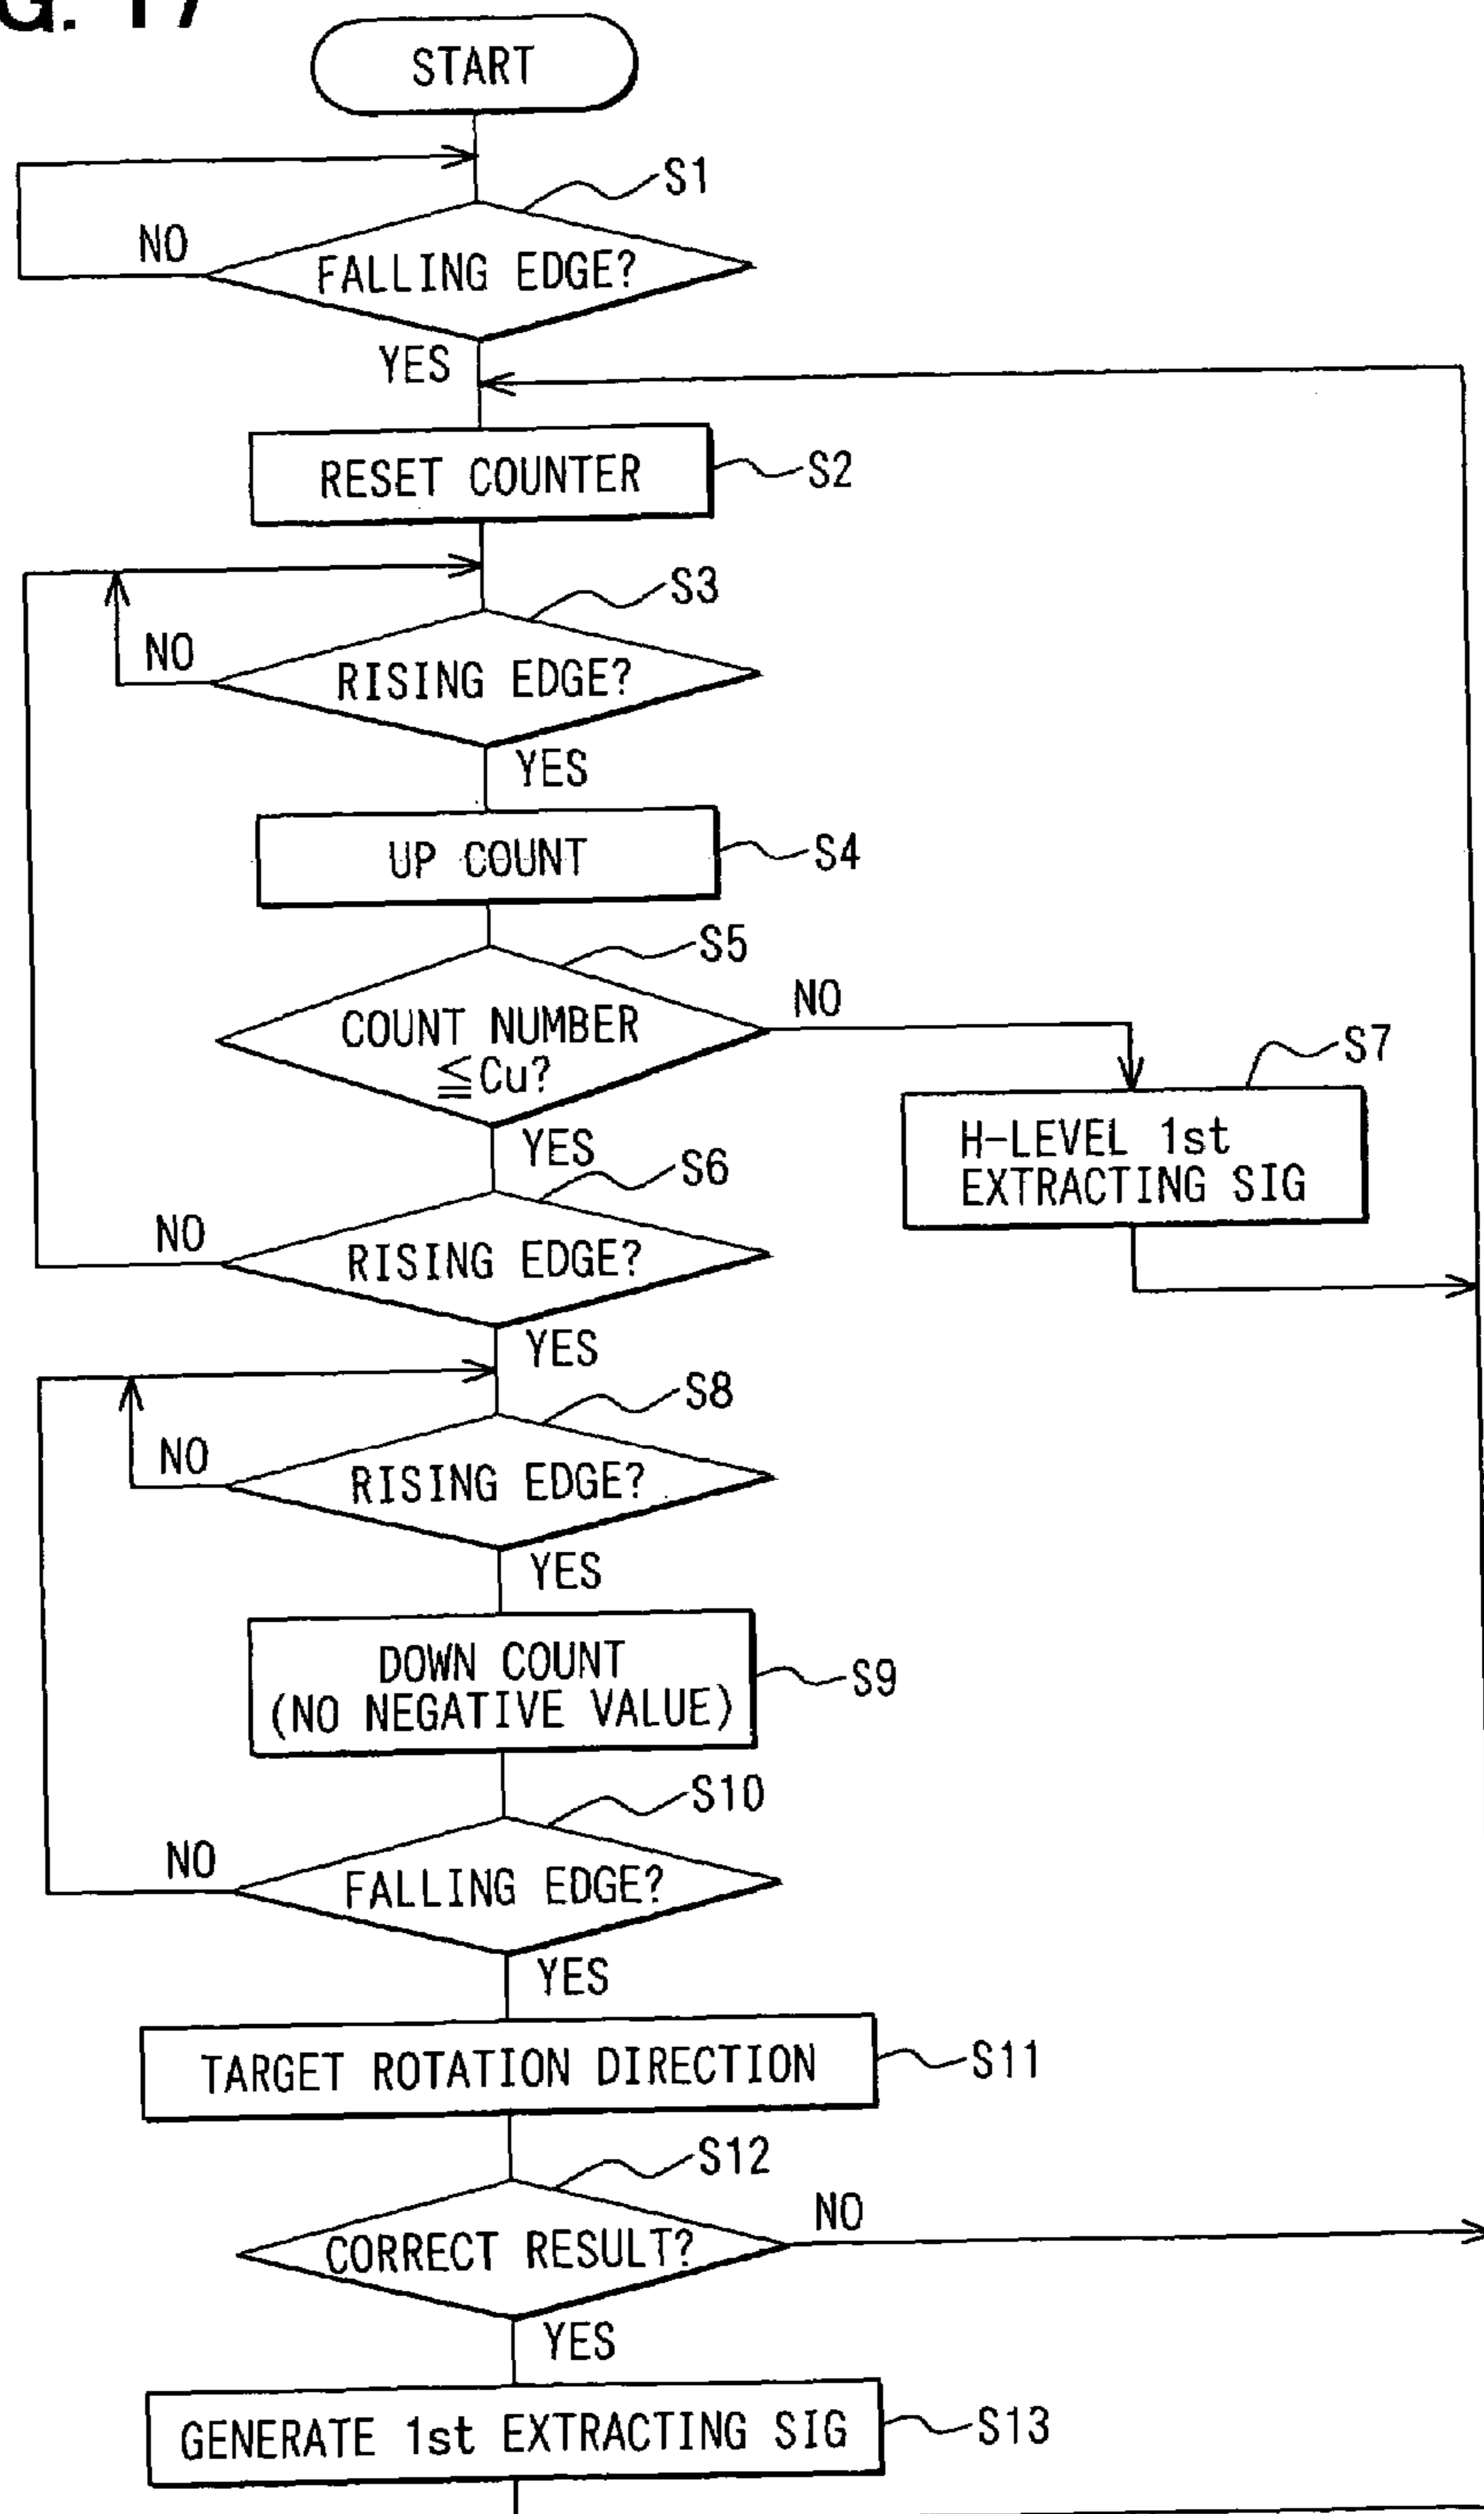 G. 17
START
S1
NO
FALLING EDGE?
YES
RESET COUNTER
S2
S3
NO
RISING EDGE?
YES
UP COUNT
S4
S5
COUNT NUMBER
≦Cu?
NO
S7
H-LEVEL 1st
EXTRACTING SIG
YES
S6
NO
RISING EDGE?
YES
S8
NO
RISING EDGE?
YES
DOWN COUNT
(NO NEGATIVE VALUE)
S9
S10
NO
FALLING EDGE?
YES
TARGET ROTATION DIRECTION
S11
S12
NO
CORRECT RESULT?
YES
GENERATE 1st EXTRACTING SIG
S13